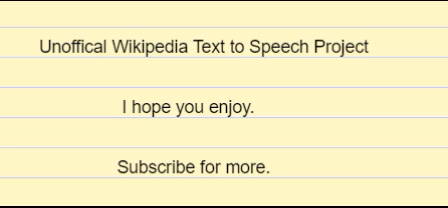 Unoffical Wikipedia Text to Speech Project
I hope you enjoy.
Subscribe for more.